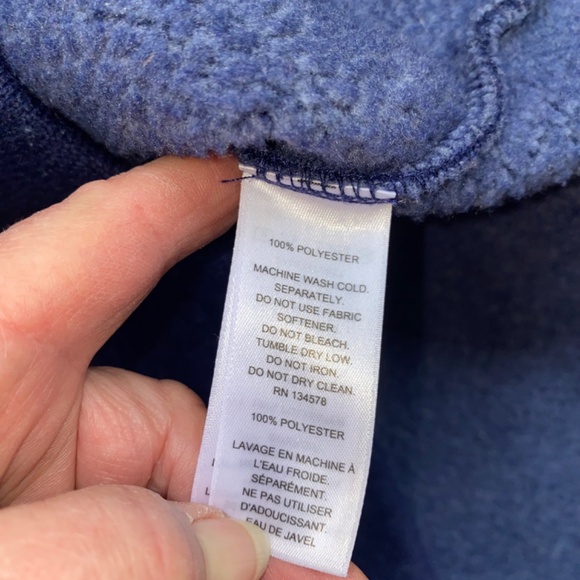 100% POLYESTER
MACHINE WASH COLD.
SEPARATELY.
DO NOT USE FABRIC
SOFTENER.
DO NOT BLEACH.
TUMBLE DRY LOW.
DO NOT IRON.
DO NOT DRY CLEAN.
RN 134578
100% POLYESTER
LAVAGE EN MACHINE À
L'EAU FROIDE.
SÉPARÉMENT.
NE PAS UTILISER
D'ADOUCISSANT.
EAU DE JAVEL